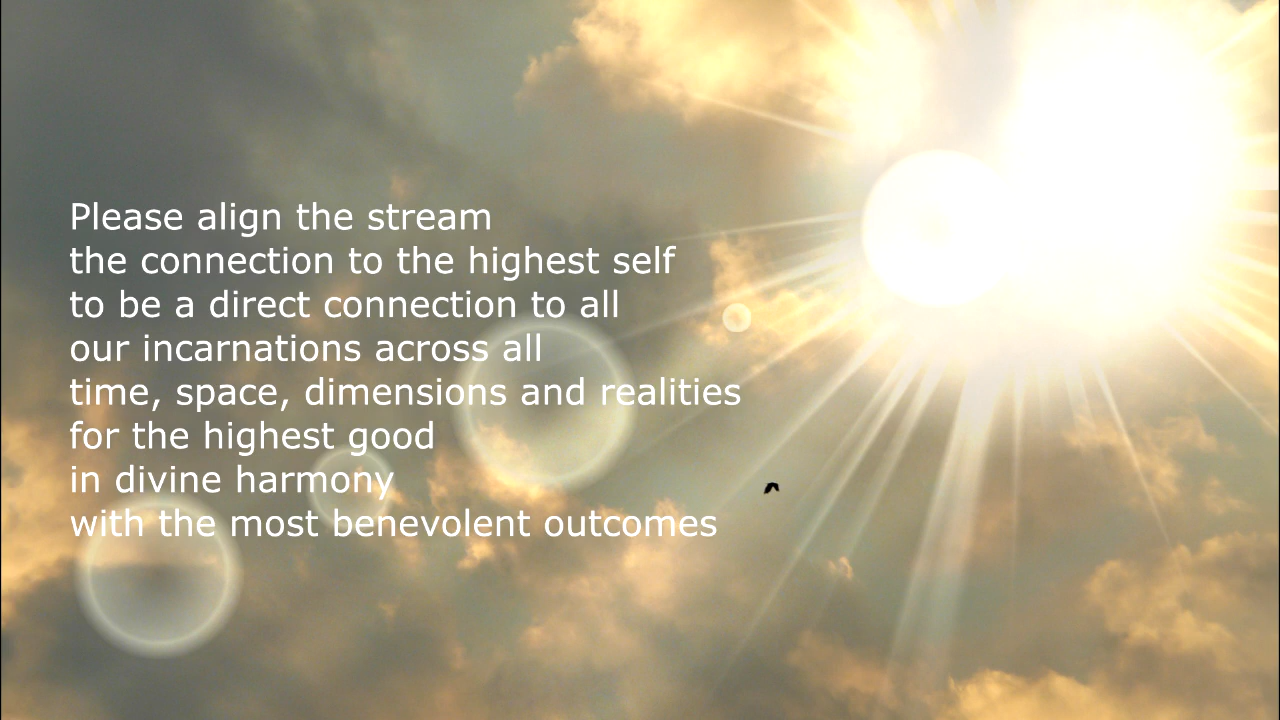 Please align the stream
the connection to the highest self
to be a direct connection to all
our incarnations across all
time, space, dimensions and realities
for the highest good
in divine harmony
with the most benevolent outcomes